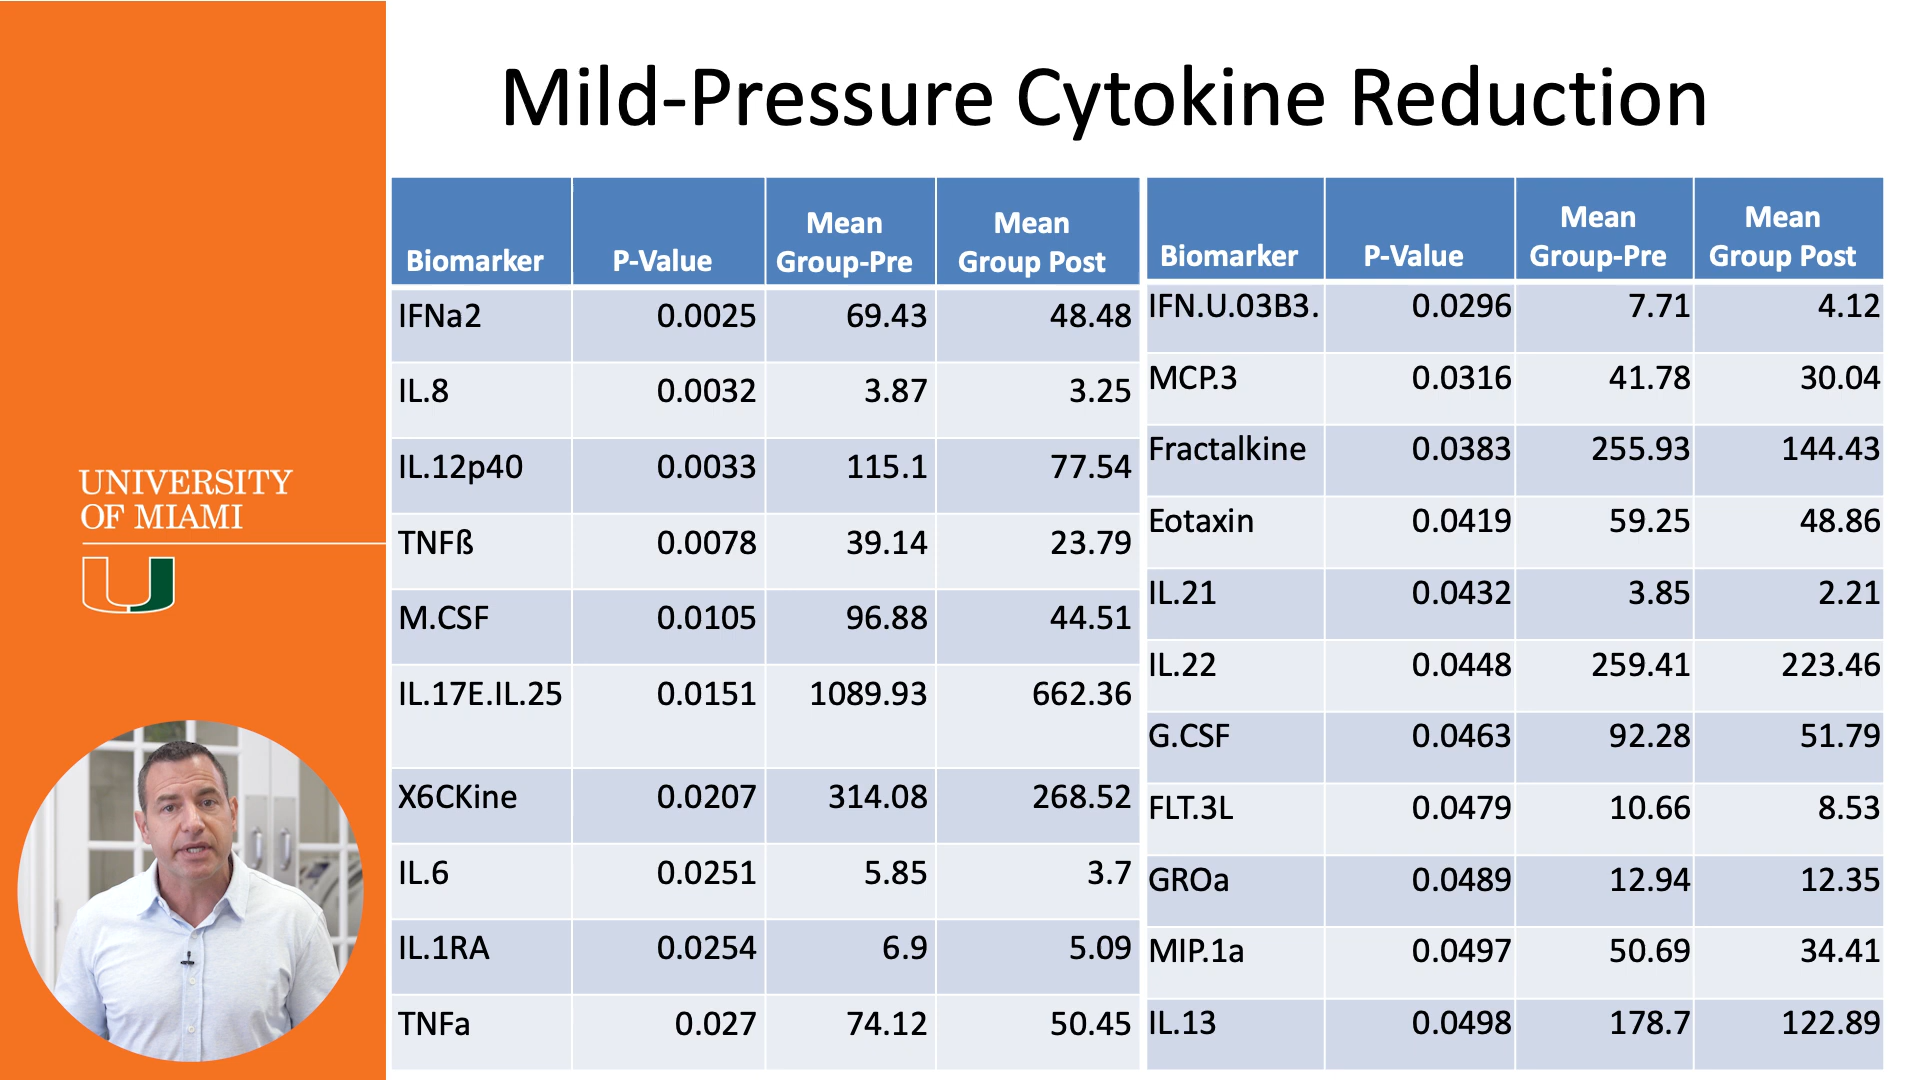 Mild-Pressure Cytokine Reduction
UNIVERSITY
OF MIAMI
Biomarker P-Value Mean Group-Pre Mean Group Post
IFNa2 0.0025 69.43 48.48
IL.8 0.0032 3.87 3.25
IL.12p40 0.0033 115.1 77.54
TNFß 0.0078 39.14 23.79
M.CSF 0.0105 96.88 44.51
IL.17E.IL.25 0.0151 1089.93 662.36
X6CKine 0.0207 314.08 268.52
IL.6 0.0251 5.85 3.7
IL.1RA 0.0254 6.9 5.09
TNFa 0.027 74.12 50.45
Biomarker P-Value Mean Group-Pre Mean Group Post
IFN.U.03B3. 0.0296 7.71 4.12
MCP.3 0.0316 41.78 30.04
Fractalkine 0.0383 255.93 144.43
Eotaxin 0.0419 59.25 48.86
IL.21 0.0432 3.85 2.21
IL.22 0.0448 259.41 223.46
G.CSF 0.0463 92.28 51.79
FLT.3L 0.0479 10.66 8.53
GROa 0.0489 12.94 12.35
MIP.1a 0.0497 50.69 34.41
IL.13 0.0498 178.7 122.89